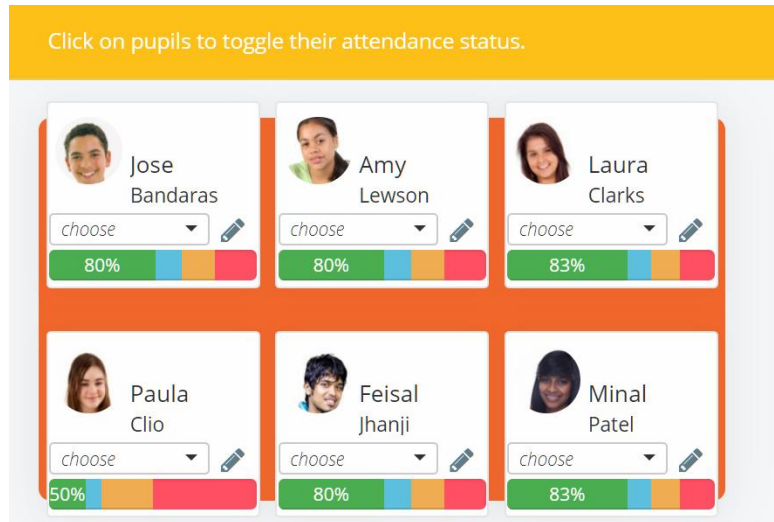 Click on pupils to toggle their attendance status.
Jose
Bandaras
choose
80%
Amy
Lewson
choose
80%
Laura
Clarks
choose
83%
Paula
Clio
choose
50%
Feisal
Jhanji
choose
80%
Minal
Patel
choose
83%